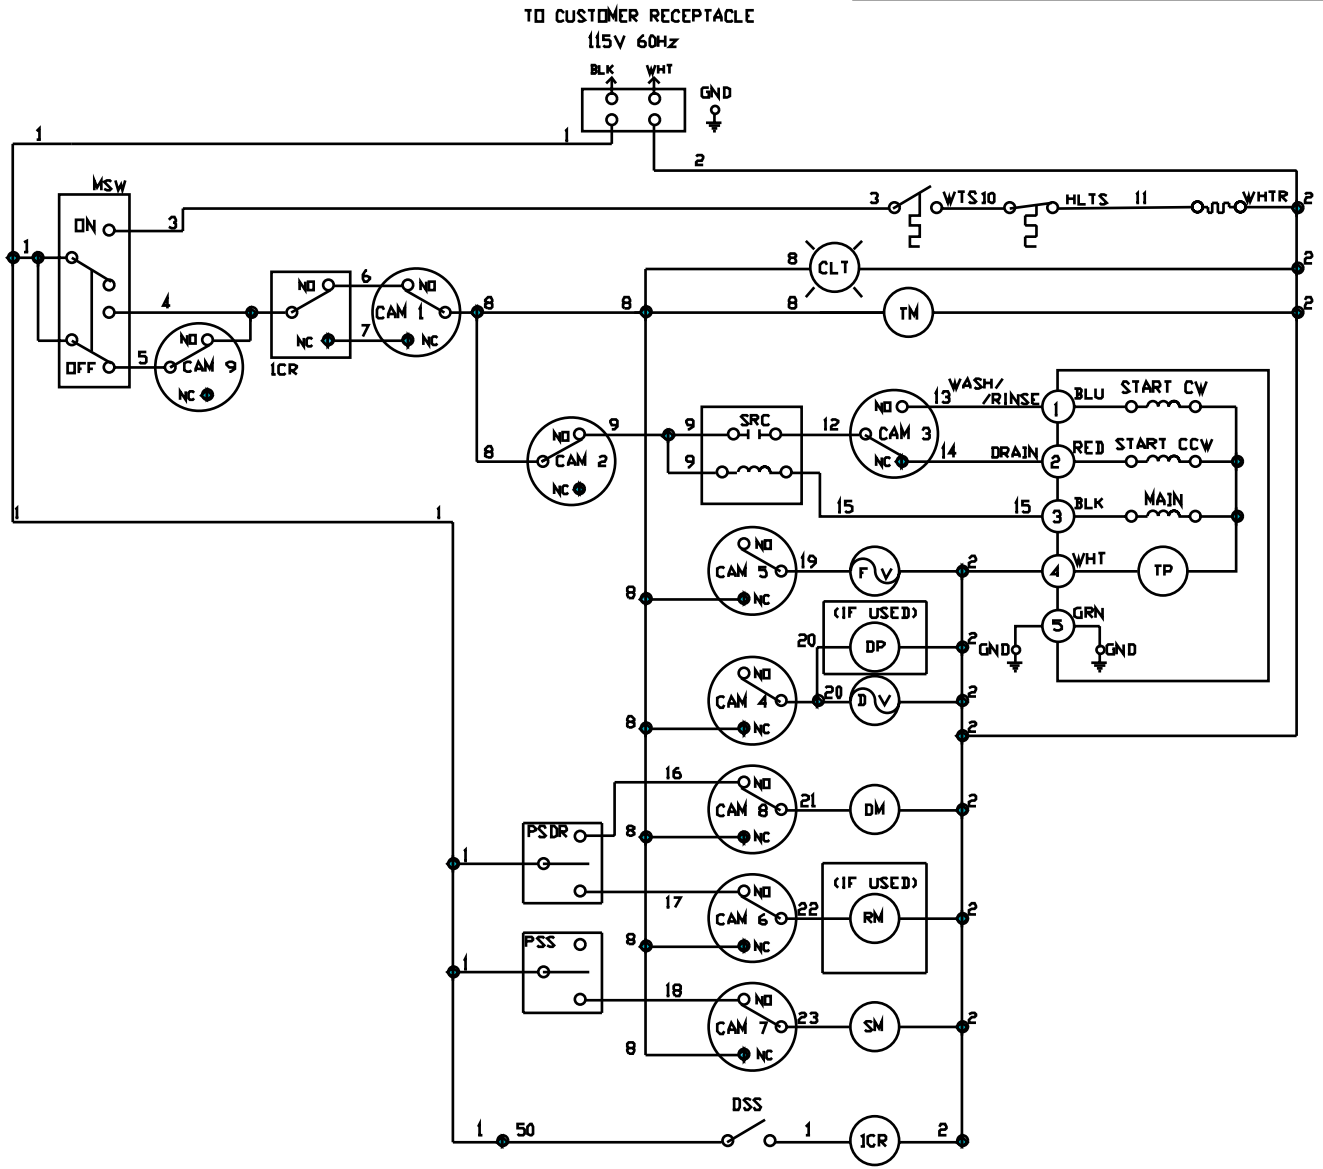 TO CUSTOMER RECEPTACLE
115V 60Hz
BLK WHT
GND
1 1
2
MSW
ON 3
3 WTS10 HLTS 11 WHTR 2
1
8 CLT 2
NO 6 NO
4 CAM 1 8 8 8 TM 2
NO NC 7 NC
OFF 5 CAM 9 1CR
NC
13 WASH/ /RINSE 1 BLU START CW
NO
9 9 SRC 12 CAM 3
NO
8 CAM 2 9 NC 14 DRAIN 2 RED START CCW
NC
15 15 3 BLK MAIN
1 1
NO
CAM 5 19 F V 2 4 WHT TP
8 NC
(IF USED)
20 DP 2 GND 5 GRN GND
NO
CAM 4 20 D V 2
8 NC 2
16 NO
CAM 8 21 DM 2
PSDR 8 NC
1
17 NO (IF USED)
CAM 6 22 RM 2
PSS 8 NC
1
18 NO
CAM 7 23 SM 2
8 NC
DSS
1 50 1 1CR 2